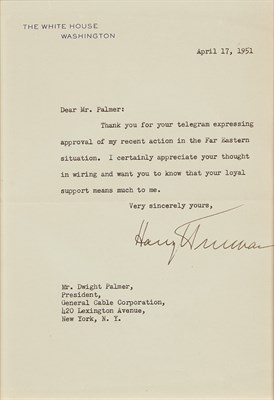 THE WHITE HOUSE
WASHINGTON
April 17, 1951
Dear Mr. Palmer:
Thank you for your telegram expressing
approval of my recent action in the Far Eastern
situation. I certainly appreciate your thought
in wiring and want you to know that your loyal
support means much to me.
Very sincerely yours,
Harry Truman
Mr. Dwight Palmer,
President,
General Cable Corporation,
420 Lexington Avenue,
New York, N. Y.